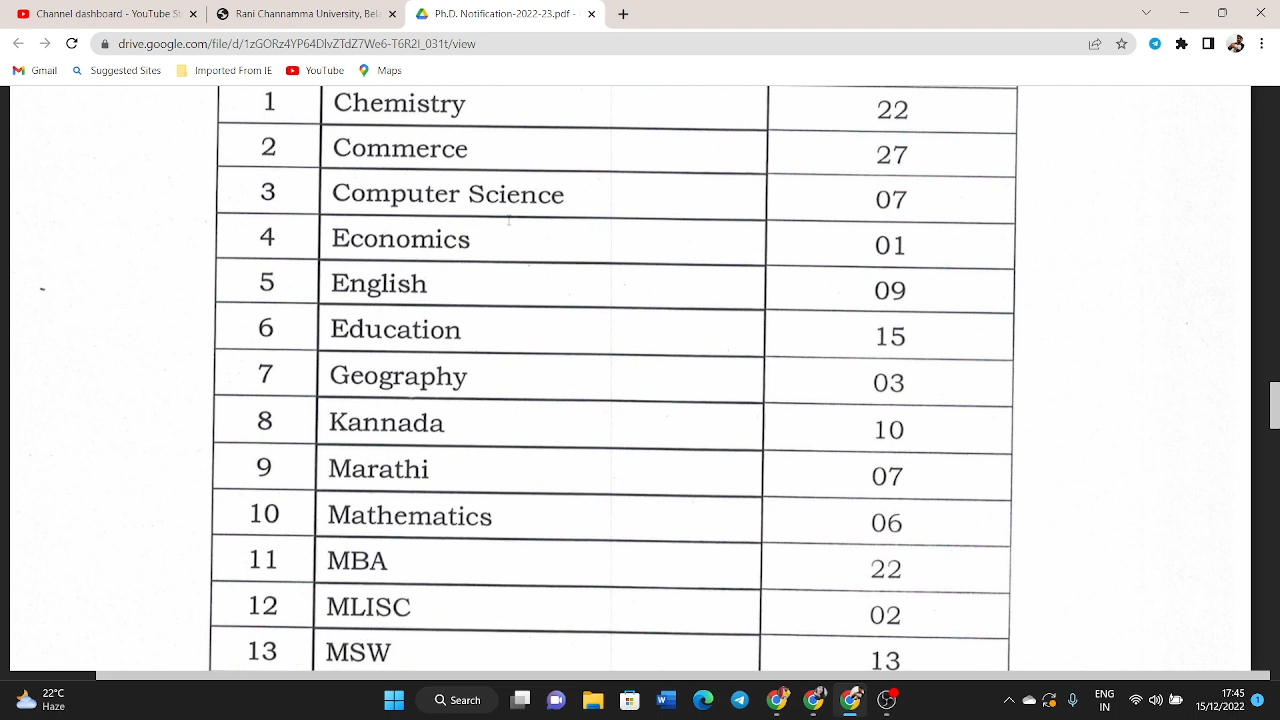 Channel dashboard - YouTube St
Rani Channamma University, Bela
Ph.D. Notification-2022-23.pdf -
drive.google.com/file/d/1zGORz4YP64DlvZTdZ7We6-T6R2l_031t/view
Gmail Suggested Sites Imported From IE YouTube Maps
1 Chemistry 22
2 Commerce 27
3 Computer Science 07
4 Economics 01
5 English 09
6 Education 15
7 Geography 03
8 Kannada 10
9 Marathi 07
10 Mathematics 06
11 MBA 22
12 MLISC 02
13 MSW 13
22°C
Haze
Search
ENG
IN
17:45
15/12/2022
1